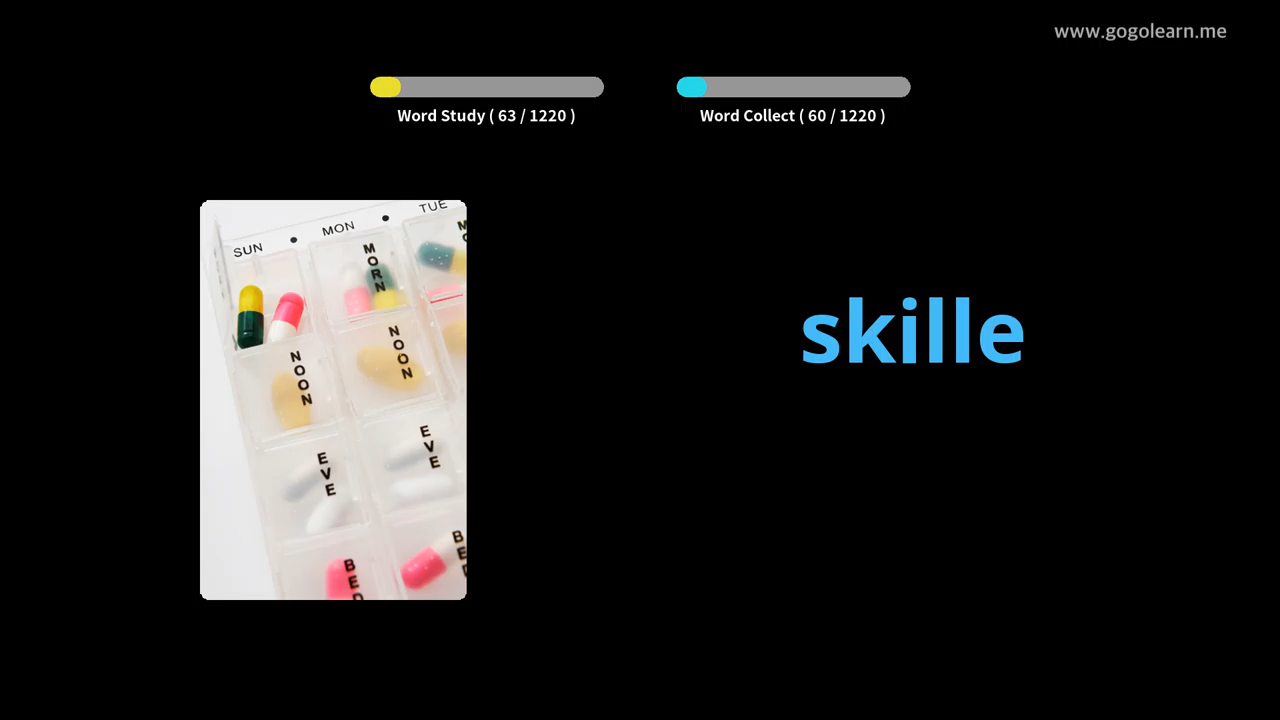 www.gogolearn.me
Word Study ( 63 / 1220 )
Word Collect ( 60 / 1220 )
SUN • MON • TUE
MORN
NOON
NOON
EVE
EVE
BED
skille